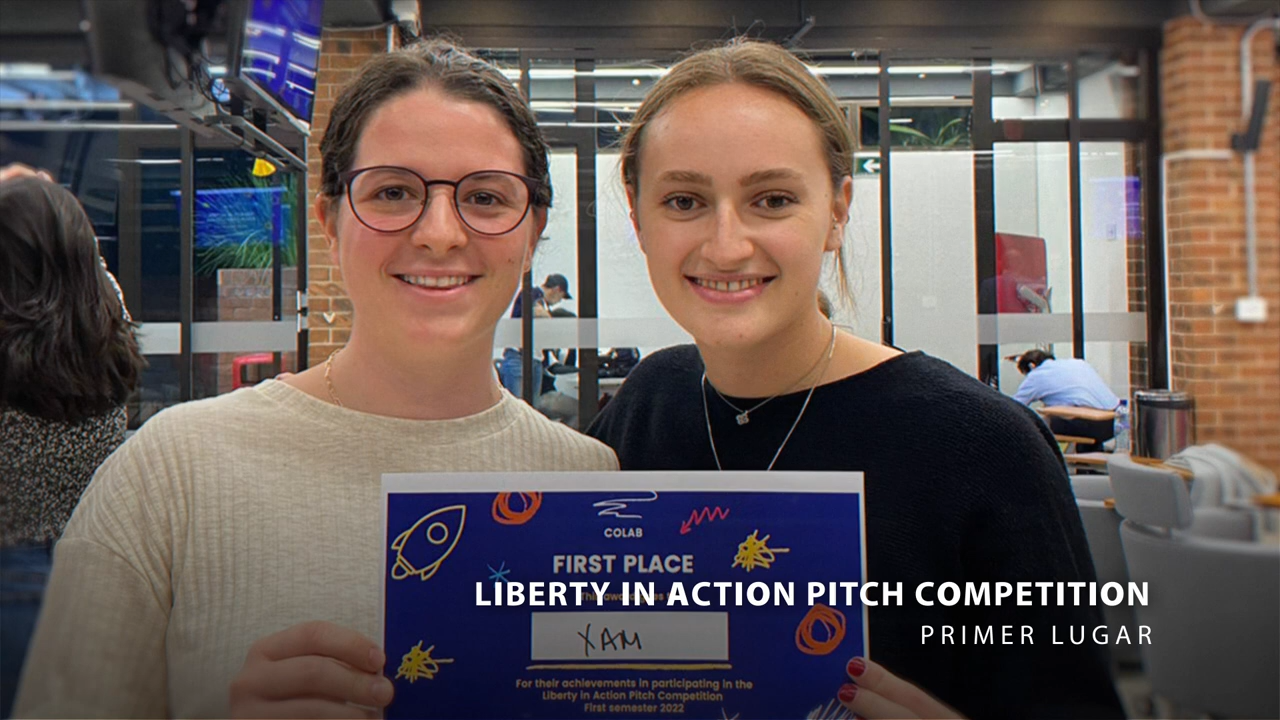 COLAB
FIRST PLACE
LIBERTY IN ACTION PITCH COMPETITION
PRIMER LUGAR
XAM
For their achievements in participating in the
Liberty in Action Pitch Competition
First semester 2022